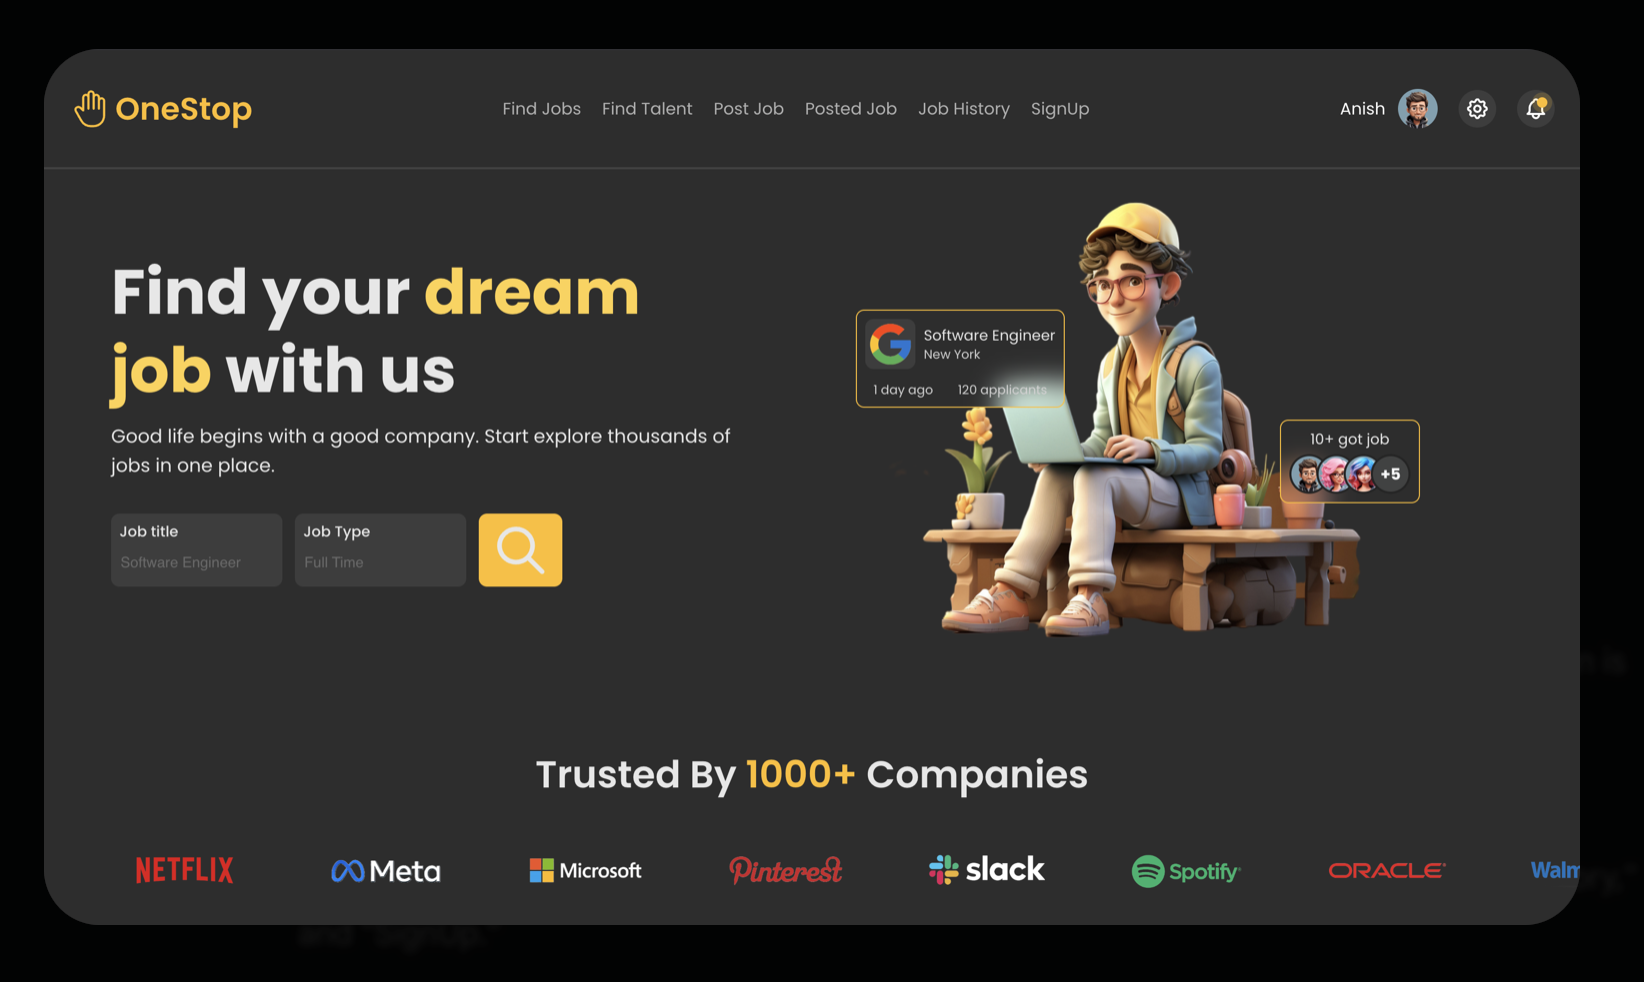 OneStop
Find Jobs Find Talent Post Job Posted Job Job History SignUp
Anish
Find your dream
job with us
Good life begins with a good company. Start explore thousands of
jobs in one place.
Job title
Software Engineer
Job Type
Full Time
Software Engineer
New York
1 day ago 120 applicants
10+ got job
+5
Trusted By 1000+ Companies
NETFLIX Meta Microsoft Pinterest slack Spotify ORACLE Walm
and "SignUp."